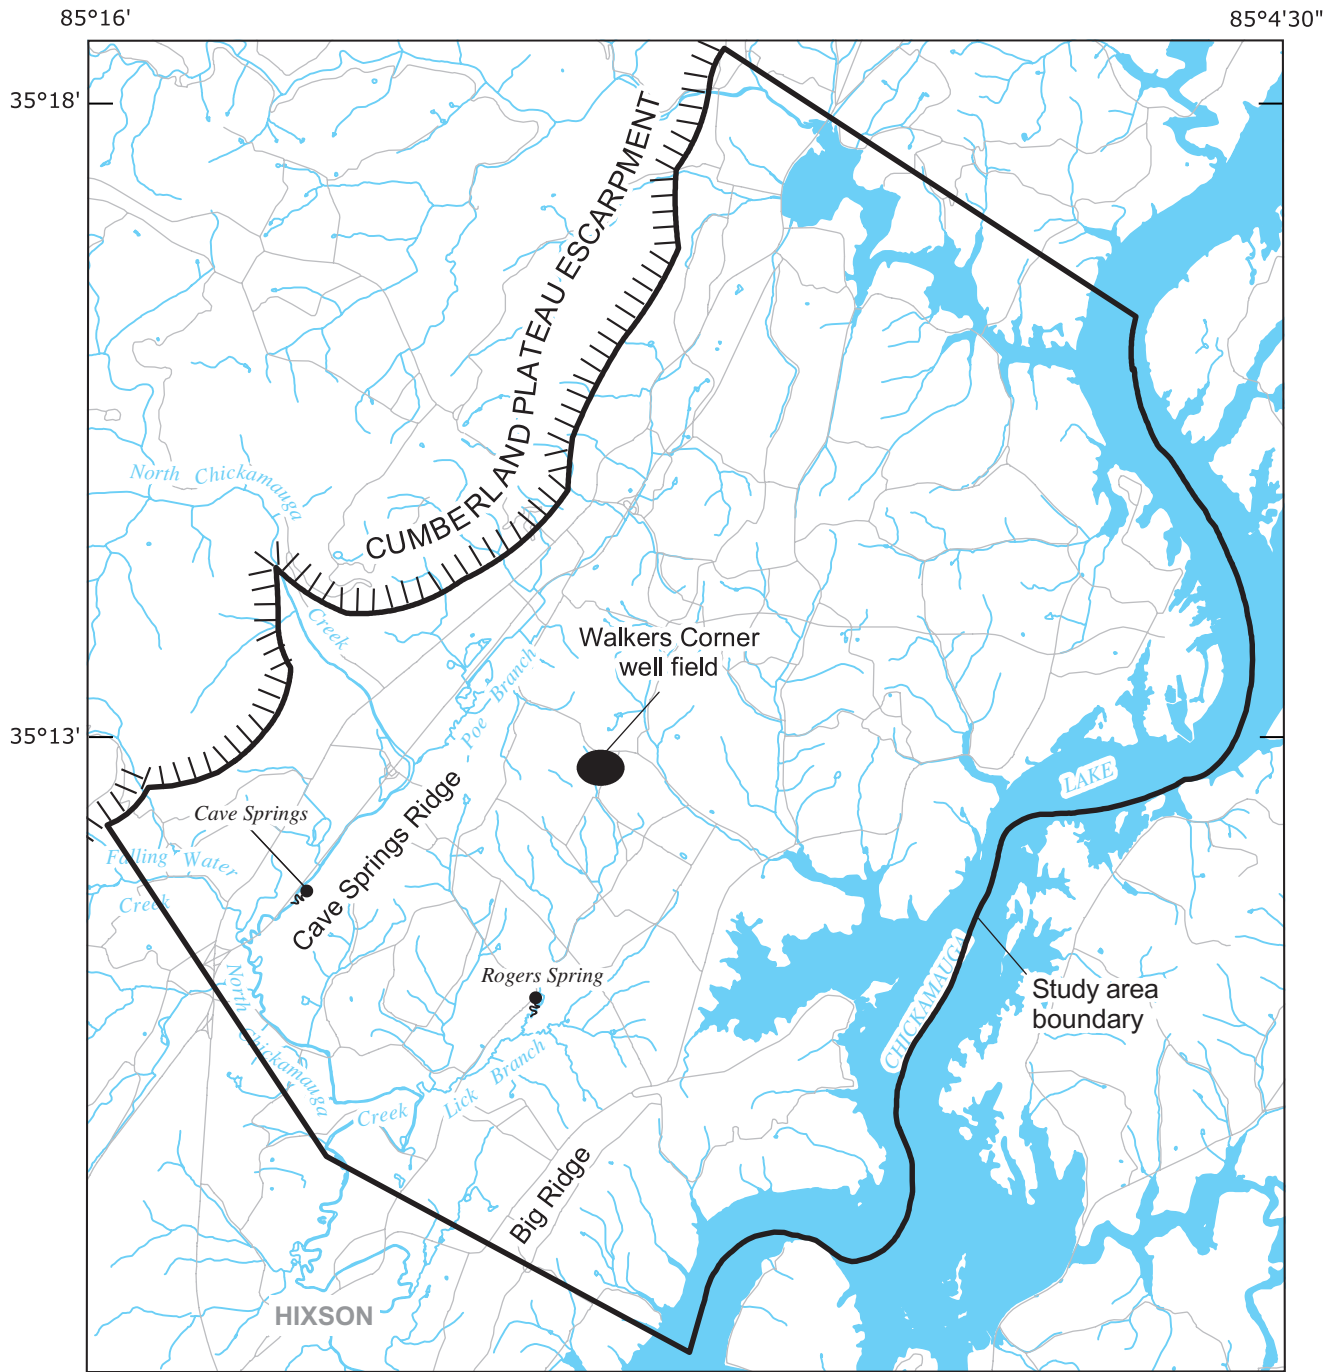 85°16'
85°4'30"
35°18'
CUMBERLAND PLATEAU ESCARPMENT
North Chickamauga
Creek
Walkers Corner
well field
Poe Branch
35°13'
LAKE
Cave Springs
Falling Water
Creek
Cave Springs Ridge
CHICKAMAUGA
Rogers Spring
Study area
boundary
North Chickamauga
Creek
Lick Branch
Big Ridge
HIXSON